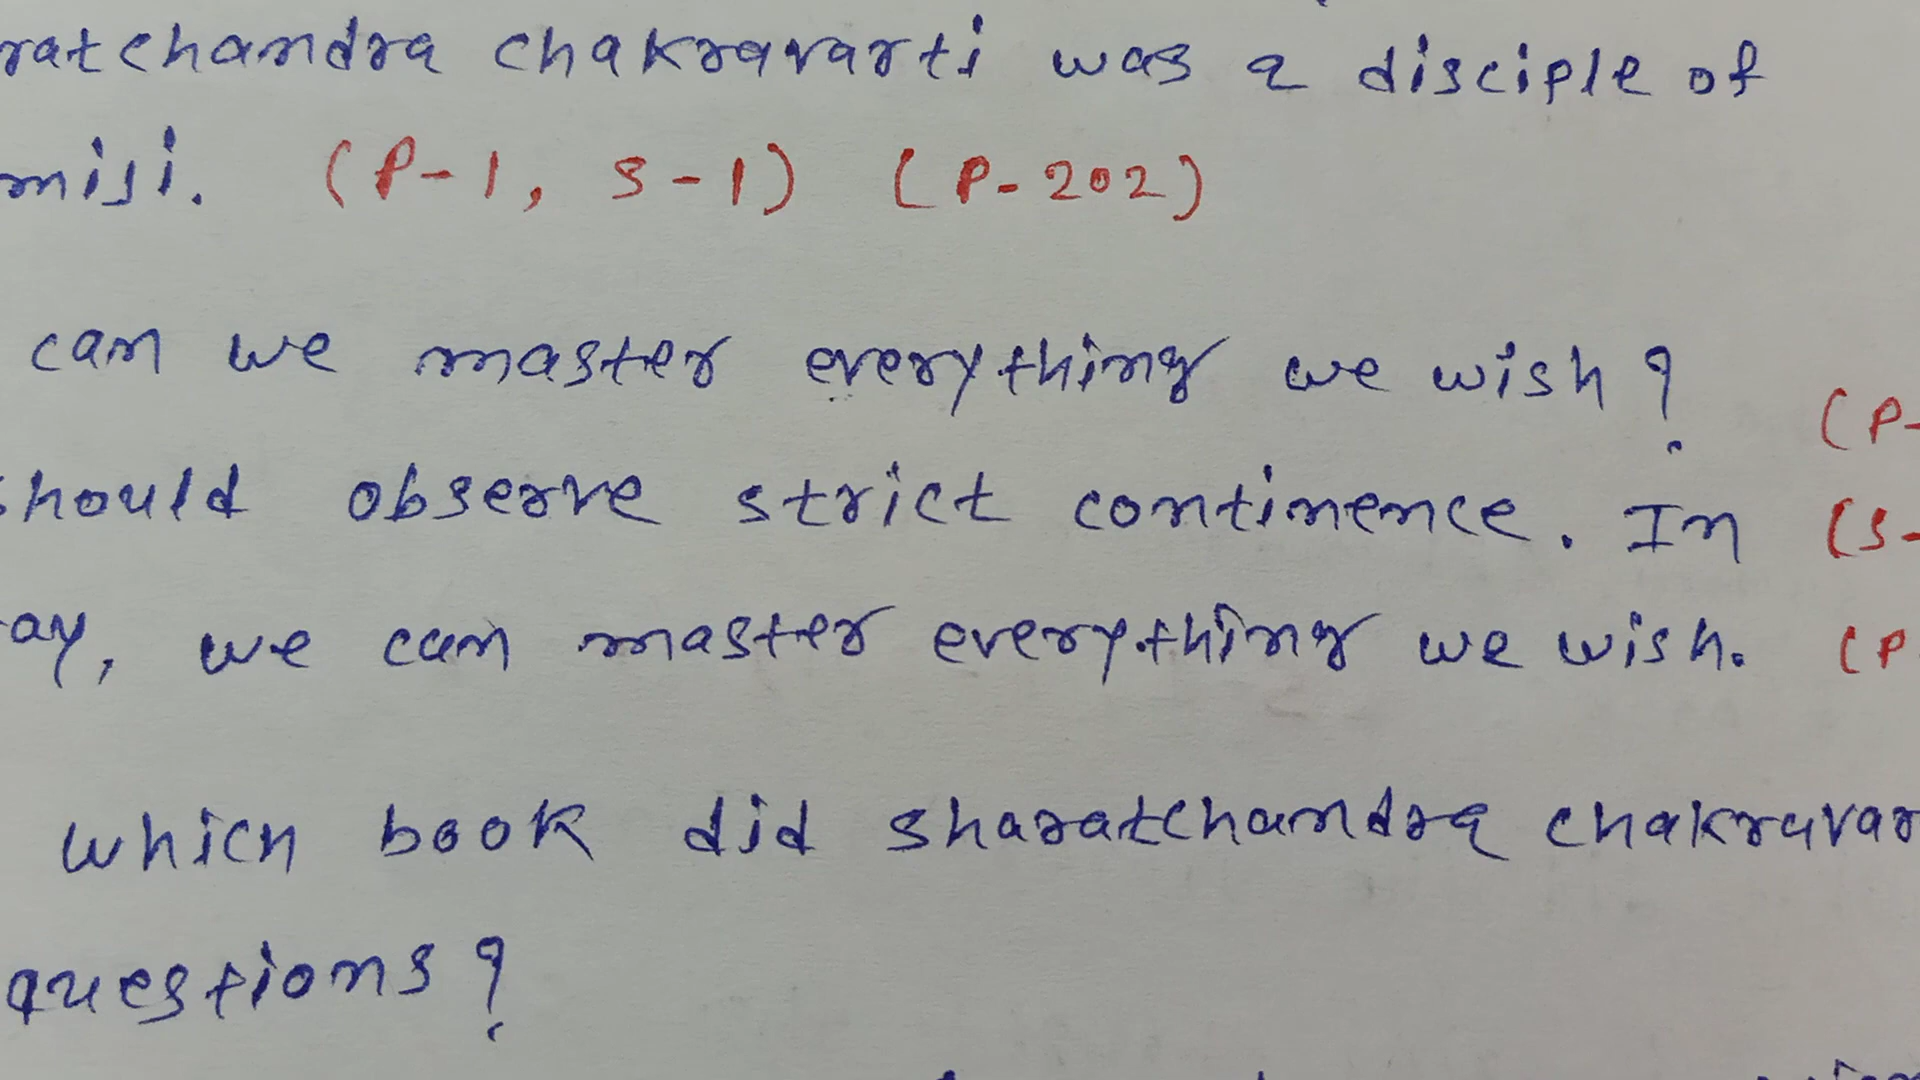 ratchandra chakravarti was a disciple of
miji. (P-1, S-1) (P-202)
can we master everything we wish?
(P-
should observe strict continence. In (S-
ay, we can master everything we wish. (P
which book did sharatchandra chakravar
questions?